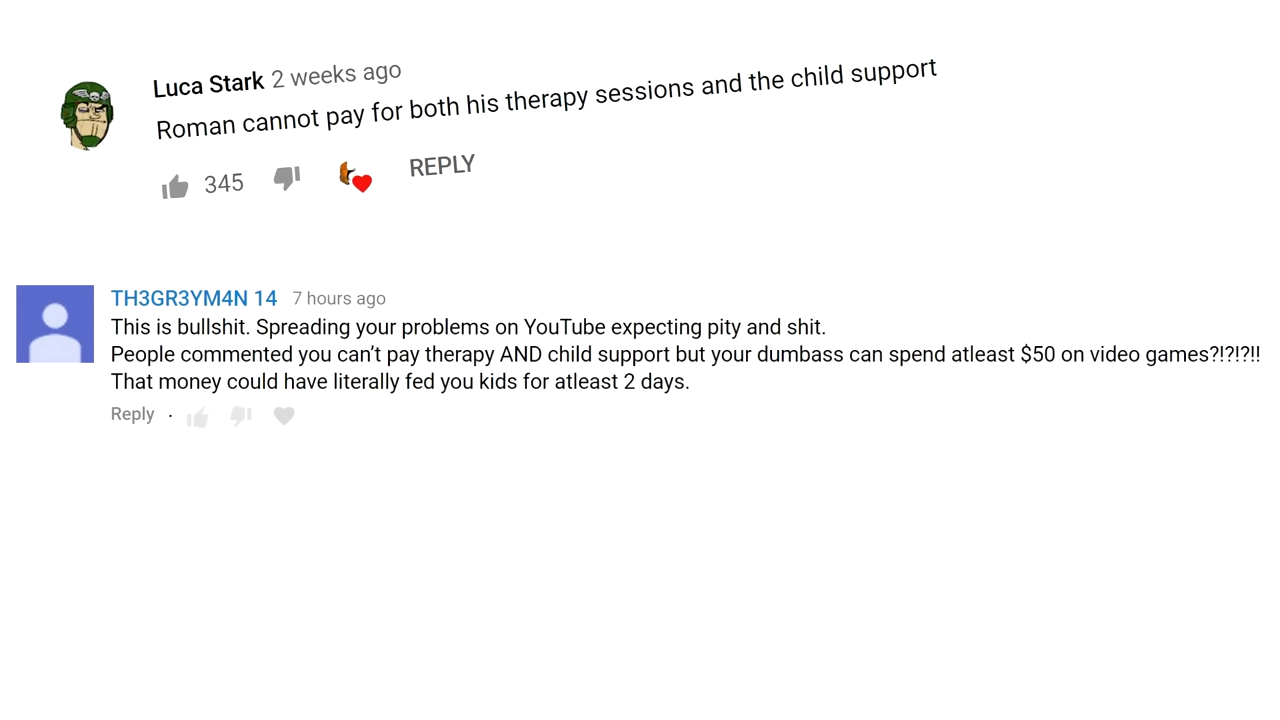 Luca Stark 2 weeks ago
Roman cannot pay for both his therapy sessions and the child support
345 REPLY
TH3GR3YM4N 14 7 hours ago
This is bullshit. Spreading your problems on YouTube expecting pity and shit.
People commented you can't pay therapy AND child support but your dumbass can spend atleast $50 on video games?!?!?!!
That money could have literally fed you kids for atleast 2 days.
Reply ·